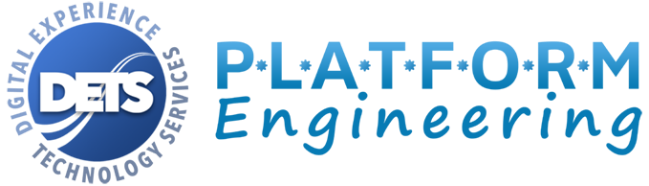 DIGITAL EXPERIENCE
DETS
TECHNOLOGY SERVICES
P*L*A*T*F*O*R*M
Engineering